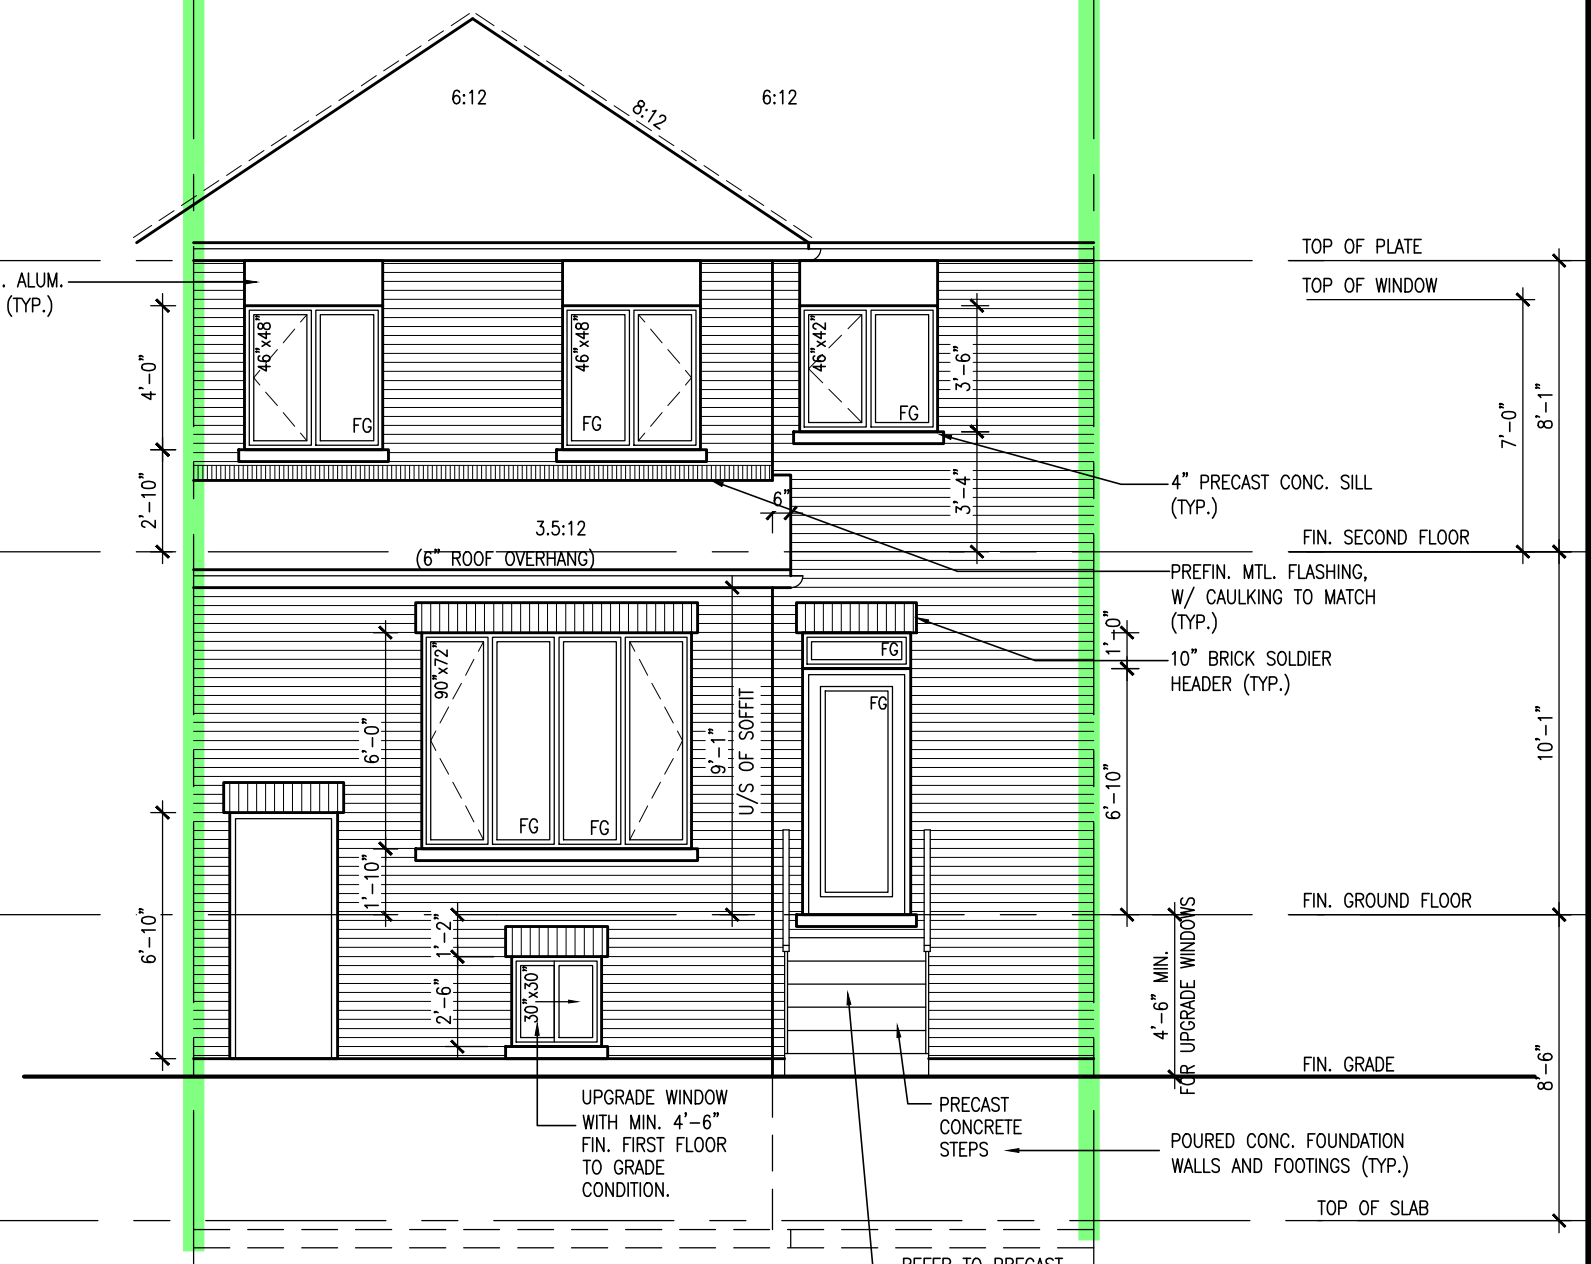 6:12
8:12
6:12
TOP OF PLATE
. ALUM.
(TYP.)
TOP OF WINDOW
46"x48"
46"x48"
46"x42"
4'-0"
3'-6"
7'-0"
8'-1"
FG
FG
FG
2'-10"
6"
3'-4"
4" PRECAST CONC. SILL
(TYP.)
3.5:12
(6" ROOF OVERHANG)
FIN. SECOND FLOOR
PREFIN. MTL. FLASHING,
W/ CAULKING TO MATCH
(TYP.)
1'-0"
10" BRICK SOLDIER
HEADER (TYP.)
90"x72"
FG
FG
6'-0"
9'-1"
U/S OF SOFFIT
6'-10"
10'-1"
FG
FG
1'-10"
FIN. GROUND FLOOR
6'-10"
1'-2"
2'-6"
30"x30"
4'-6" MIN.
FOR UPGRADE WINDOWS
FIN. GRADE
8'-6"
UPGRADE WINDOW
WITH MIN. 4'-6"
FIN. FIRST FLOOR
TO GRADE
CONDITION.
PRECAST
CONCRETE
STEPS
POURED CONC. FOUNDATION
WALLS AND FOOTINGS (TYP.)
TOP OF SLAB
REFER TO PRECAST